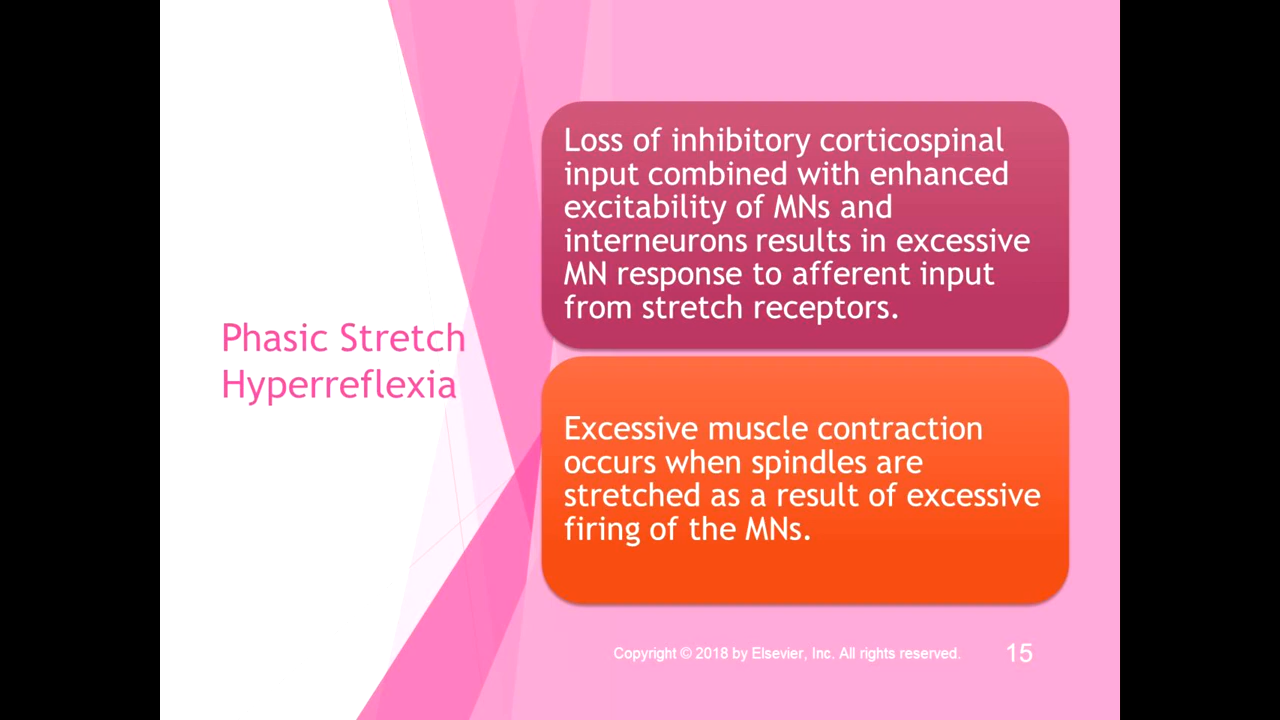 Phasic Stretch
Hyperreflexia
Loss of inhibitory corticospinal
input combined with enhanced
excitability of MNs and
interneurons results in excessive
MN response to afferent input
from stretch receptors.
Excessive muscle contraction
occurs when spindles are
stretched as a result of excessive
firing of the MNs.
Copyright © 2018 by Elsevier, Inc. All rights reserved.
15